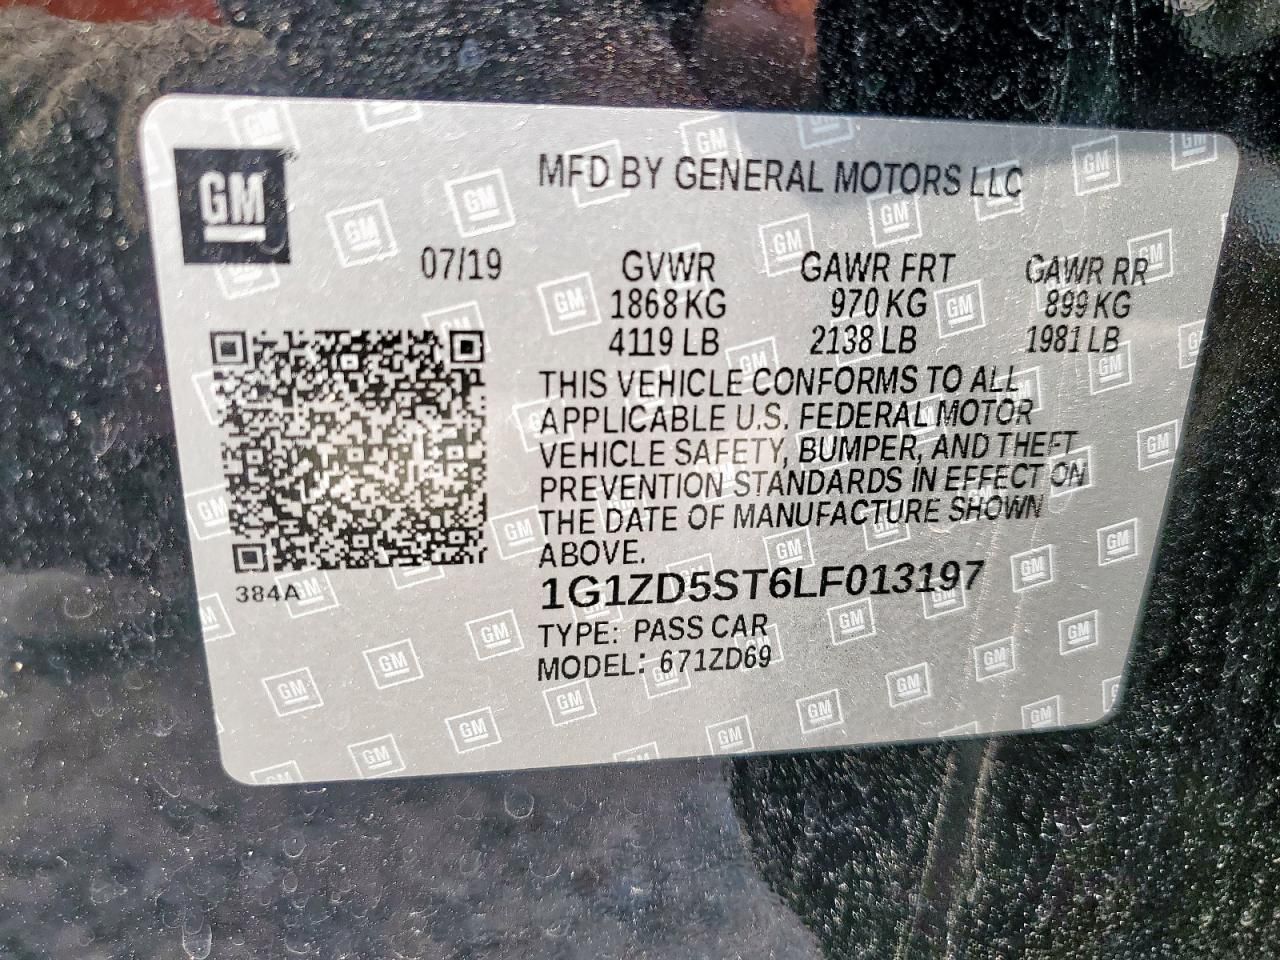 GM
MFD BY GENERAL MOTORS LLC
07/19 GVWR GAWR FRT GAWR RR
1868 KG 970 KG 899 KG
4119 LB 2138 LB 1981 LB
THIS VEHICLE CONFORMS TO ALL
APPLICABLE U.S. FEDERAL MOTOR
VEHICLE SAFETY, BUMPER, AND THEFT
PREVENTION STANDARDS IN EFFECT ON
THE DATE OF MANUFACTURE SHOWN
ABOVE.
384A
1G1ZD5ST6LF013197
TYPE: PASS CAR
MODEL: 671ZD69